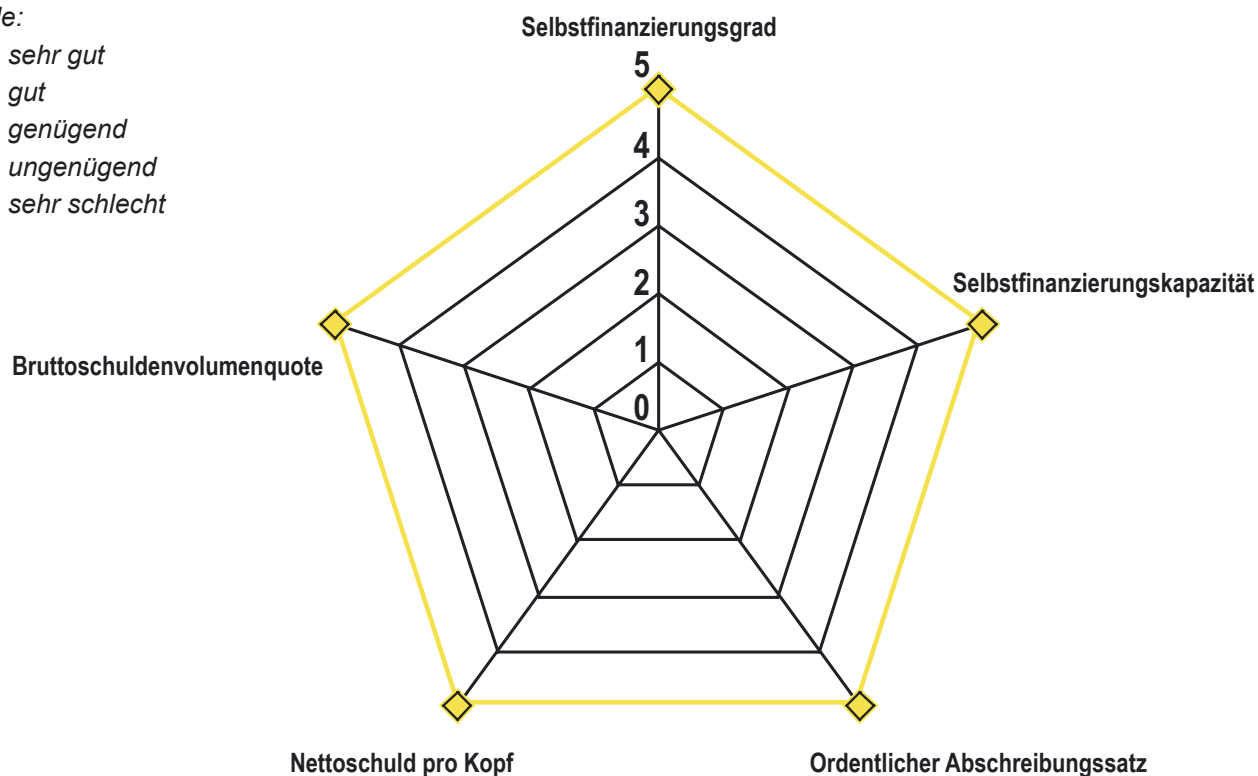 le:
sehr gut
gut
genügend
ungenügend
sehr schlecht
Selbstfinanzierungsgrad
5
4
3
2
1
0
Selbstfinanzierungskapazität
Bruttoschuldenvolumenquote
Nettoschuld pro Kopf
Ordentlicher Abschreibungssatz